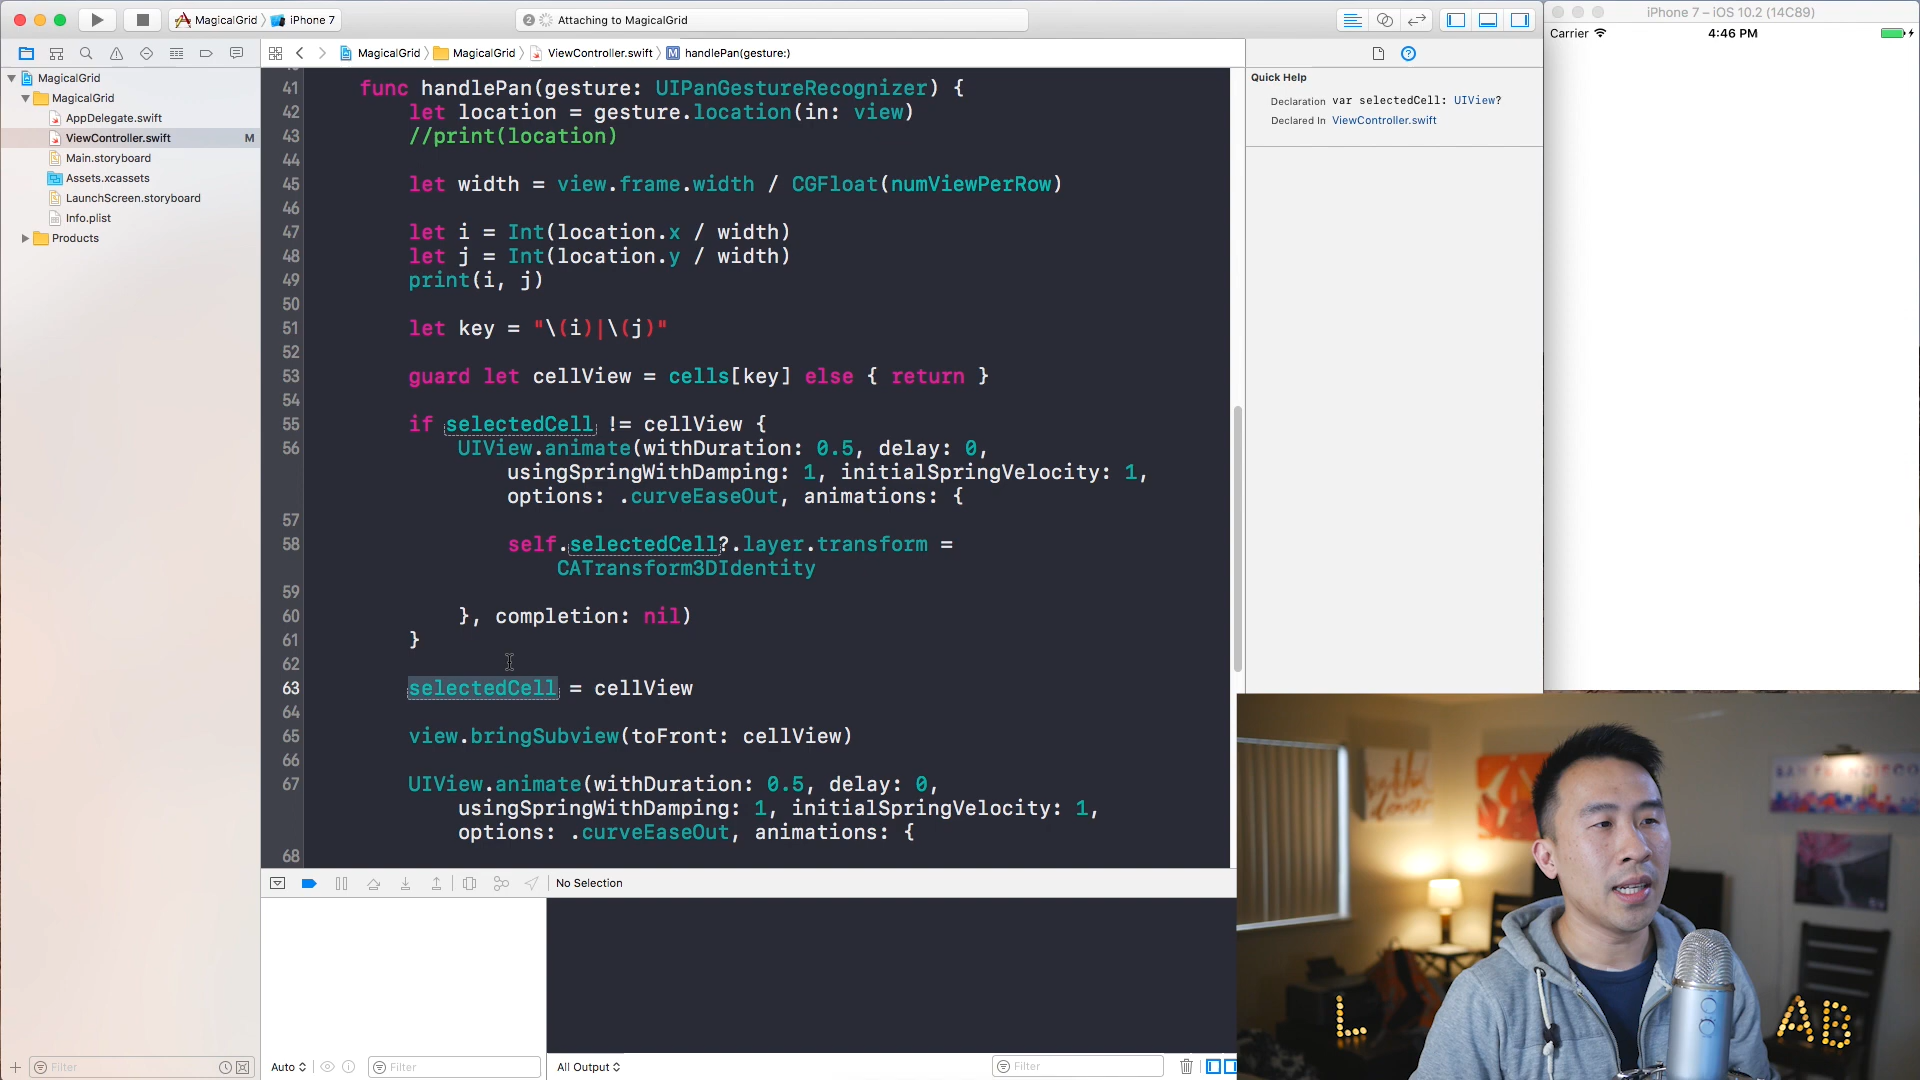 MagicalGrid
iPhone 7
2
Attaching to MagicalGrid
iPhone 7 – iOS 10.2 (14C89)
Carrier
4:46 PM
MagicalGrid
MagicalGrid
ViewController.swift
M
handlePan(gesture:)
MagicalGrid
MagicalGrid
AppDelegate.swift
ViewController.swift
M
Main.storyboard
Assets.xcassets
LaunchScreen.storyboard
Info.plist
Products
41 func handlePan(gesture: UIPanGestureRecognizer) {
42 let location = gesture.location(in: view)
43 //print(location)
44
45 let width = view.frame.width / CGFloat(numViewPerRow)
46
47 let i = Int(location.x / width)
48 let j = Int(location.y / width)
49 print(i, j)
50
51 let key = "\(i)|\(j)"
52
53 guard let cellView = cells[key] else { return }
54
55 if selectedCell != cellView {
56 UIView.animate(withDuration: 0.5, delay: 0,
usingSpringWithDamping: 1, initialSpringVelocity: 1,
options: .curveEaseOut, animations: {
57
58 self.selectedCell?.layer.transform =
CATransform3DIdentity
59
60 }, completion: nil)
61 }
62
63 selectedCell = cellView
64
65 view.bringSubview(toFront: cellView)
66
67 UIView.animate(withDuration: 0.5, delay: 0,
usingSpringWithDamping: 1, initialSpringVelocity: 1,
options: .curveEaseOut, animations: {
68
Quick Help
Declaration var selectedCell: UIView?
Declared In ViewController.swift
No Selection
Filter
Auto
Filter
All Output
Filter
SAN FRANCISCO
L
AB